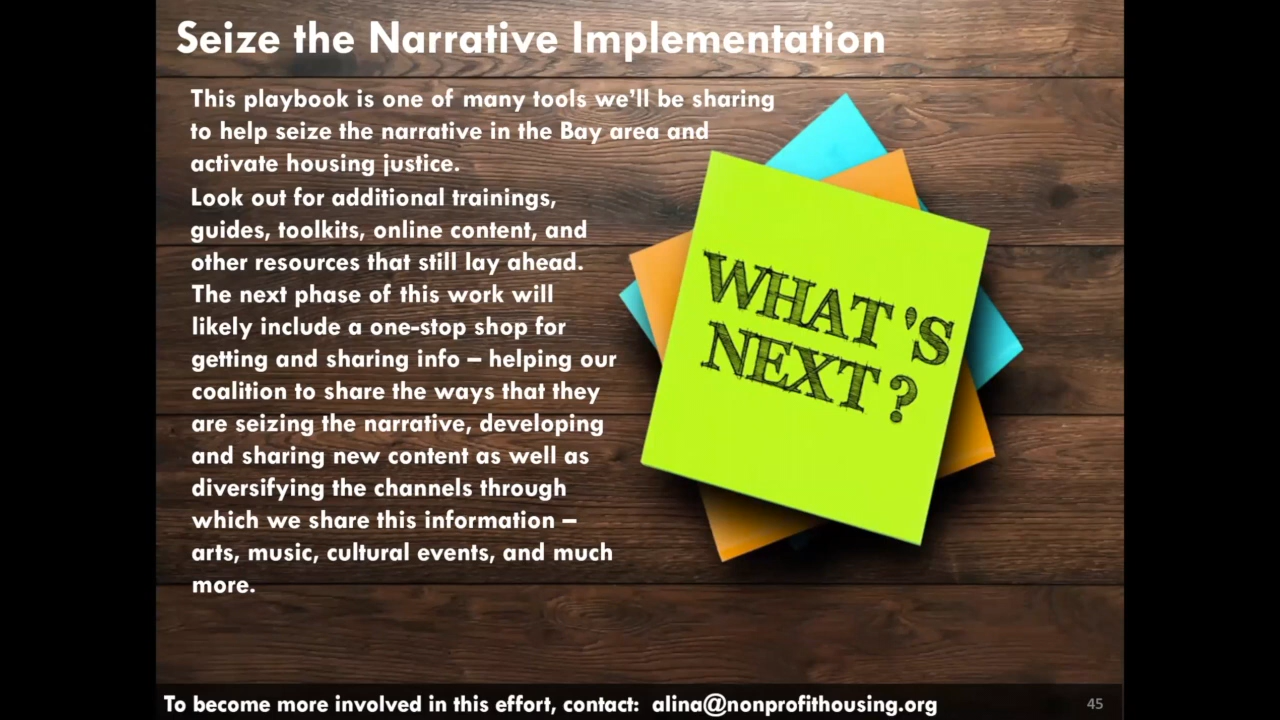 Seize the Narrative Implementation
This playbook is one of many tools we'll be sharing
to help seize the narrative in the Bay area and
activate housing justice.
Look out for additional trainings,
guides, toolkits, online content, and
other resources that still lay ahead.
The next phase of this work will
likely include a one-stop shop for
getting and sharing info – helping our
coalition to share the ways that they
are seizing the narrative, developing
and sharing new content as well as
diversifying the channels through
which we share this information –
arts, music, cultural events, and much
more.
WHAT'S
NEXT?
To become more involved in this effort, contact: alina@nonprofithousing.org
45